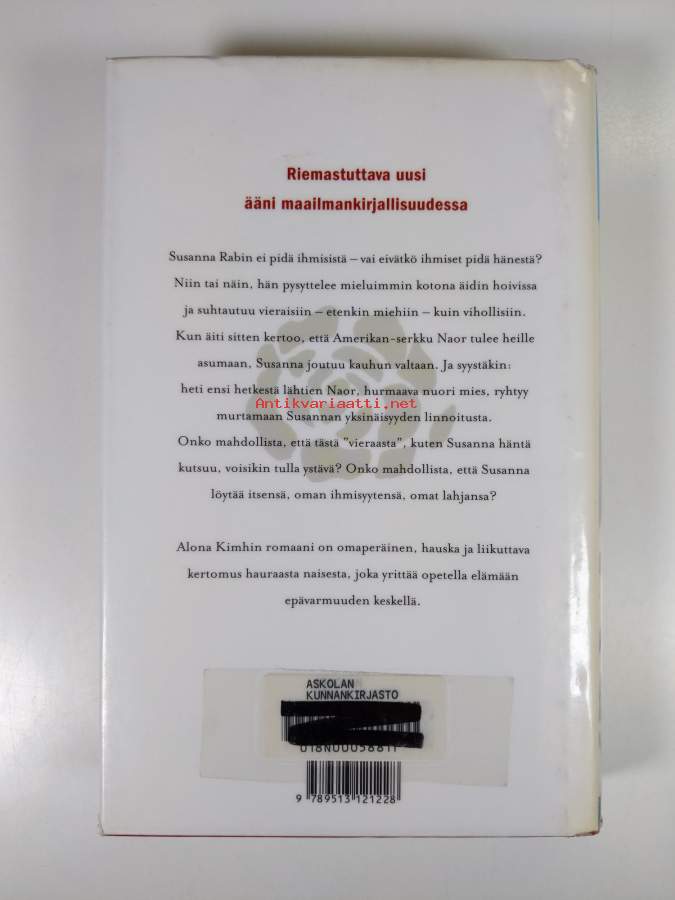 Riemastuttava uusi
ääni maailmankirjallisuudessa
Susanna Rabin ei pidä ihmisistä – vai eivätkö ihmiset pidä hänestä?
Niin tai näin, hän pysyttelee mieluimmin kotona äidin hoivissa
ja suhtautuu vieraisiin – etenkin miehiin – kuin vihollisiin.
Kun äiti sitten kertoo, että Amerikan-serkku Naor tulee heille
asumaan, Susanna joutuu kauhun valtaan. Ja syystäkin:
heti ensi hetkestä lähtien Naor, hurmaava nuori mies, ryhtyy
Antikvariaatti.net
murtamaan Susannan yksinäisyyden linnoitusta.
Onko mahdollista, että tästä "vieraasta", kuten Susanna häntä
kutsuu, voisikin tulla ystävä? Onko mahdollista, että Susanna
löytää itsensä, oman ihmisyytensä, omat lahjansa?
Alona Kimhin romaani on omaperäinen, hauska ja liikuttava
kertomus hauraasta naisesta, joka yrittää opetella elämään
epävarmuuden keskellä.
ASKOLAN
KUNNANKIRJASTO
9 789513 121228